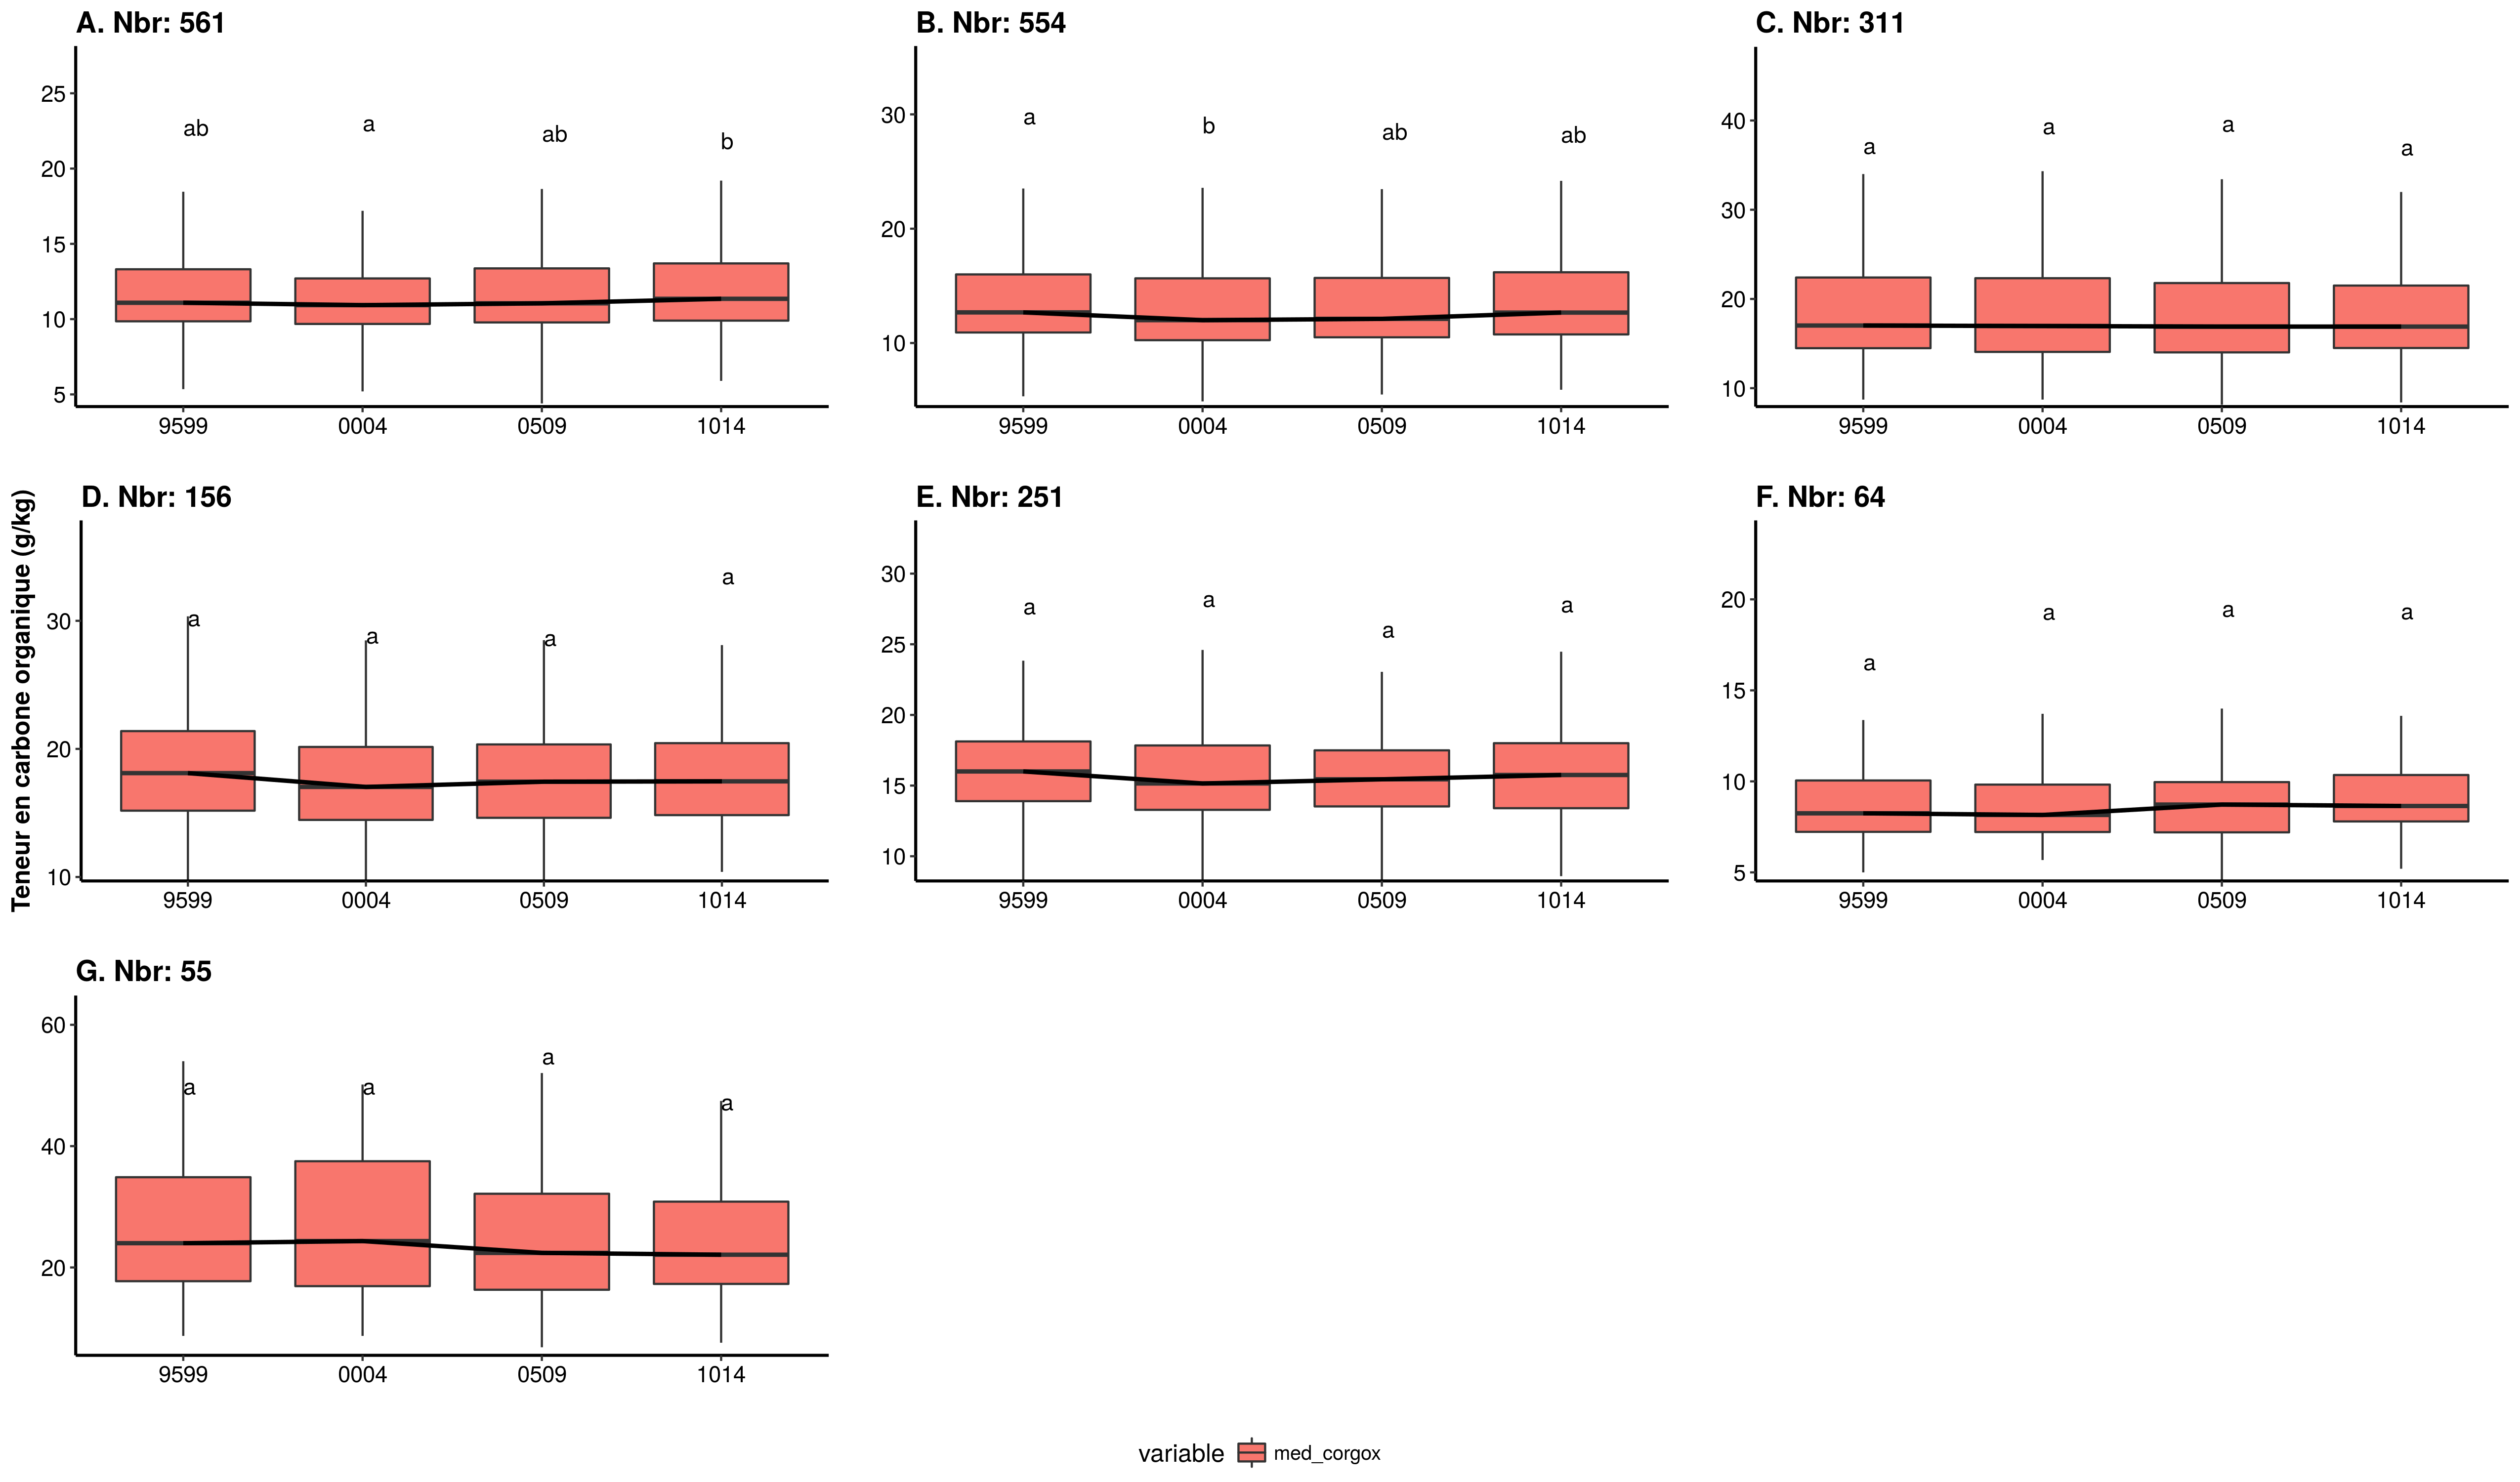 A. Nbr: 561
25
20
15
10
5
ab
a
ab
b
9599 0004 0509 1014
B. Nbr: 554
30
20
10
a
b
ab
ab
9599 0004 0509 1014
C. Nbr: 311
40
30
20
10
a
a
a
a
9599 0004 0509 1014
Teneur en carbone organique (g/kg)
D. Nbr: 156
30
20
10
a
a
a
a
9599 0004 0509 1014
E. Nbr: 251
30
25
20
15
10
a
a
a
a
9599 0004 0509 1014
F. Nbr: 64
20
15
10
5
a
a
a
a
9599 0004 0509 1014
G. Nbr: 55
60
40
20
a
a
a
a
9599 0004 0509 1014
variable med_corgox